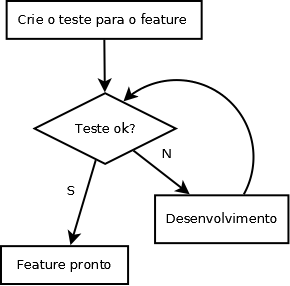 Crie o teste para o feature
Teste ok?
N
S
Desenvolvimento
Feature pronto